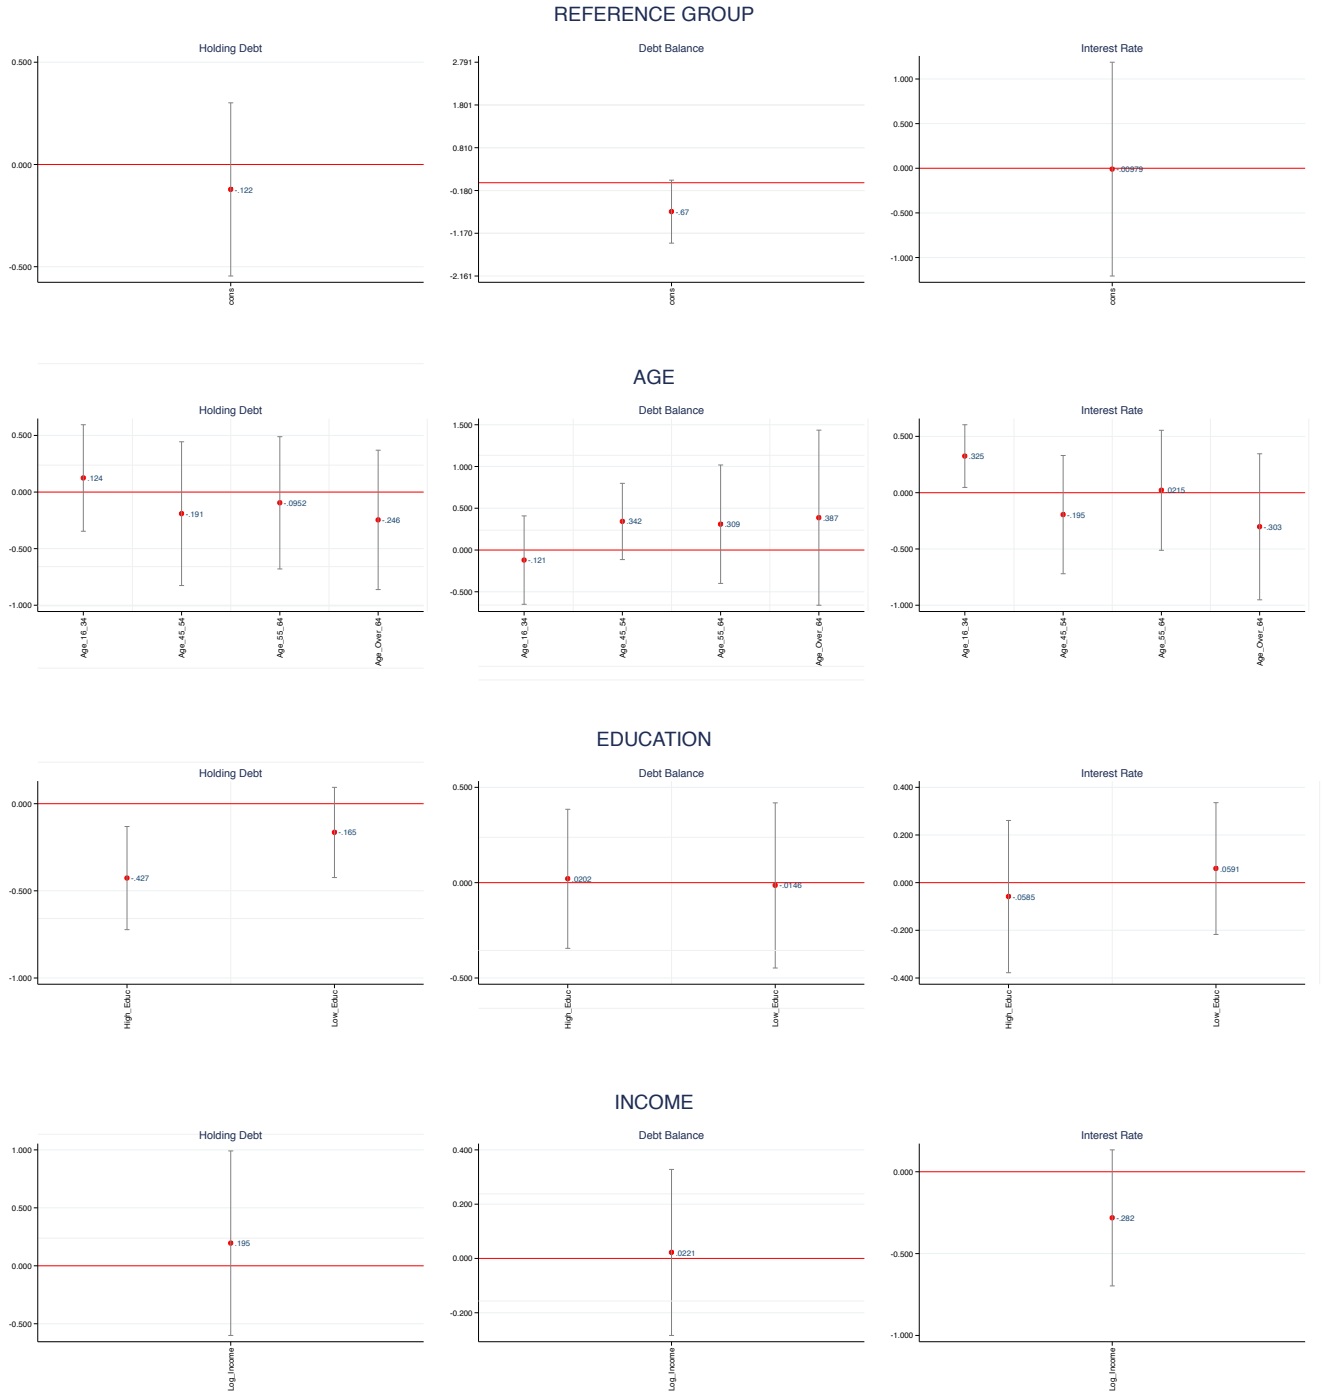 REFERENCE GROUP
Holding Debt
0.500
0.000
-0.500
-.122
cons
Debt Balance
2.791
1.801
0.810
-0.180
-1.170
-2.161
-.67
cons
Interest Rate
1.000
0.500
0.000
-0.500
-1.000
-.00979
cons
AGE
Holding Debt
0.500
0.000
-0.500
-1.000
.124
-.191
-.0952
-.246
Age_16_34
Age_45_54
Age_55_64
Age_Over_64
Debt Balance
1.500
1.000
0.500
0.000
-0.500
-.121
.342
.309
.387
Age_16_34
Age_45_54
Age_55_64
Age_Over_64
Interest Rate
0.500
0.000
-0.500
-1.000
.325
-.195
.0215
-.303
Age_16_34
Age_45_54
Age_55_64
Age_Over_64
EDUCATION
Holding Debt
0.000
-0.500
-1.000
-.427
-.165
High_Educ
Low_Educ
Debt Balance
0.500
0.000
-0.500
.0202
-.0146
High_Educ
Low_Educ
Interest Rate
0.400
0.200
0.000
-0.200
-0.400
-.0585
.0591
High_Educ
Low_Educ
INCOME
Holding Debt
1.000
0.500
0.000
-0.500
.195
Log_Income
Debt Balance
0.400
0.200
0.000
-0.200
.0221
Log_Income
Interest Rate
0.000
-0.500
-1.000
-.282
Log_Income